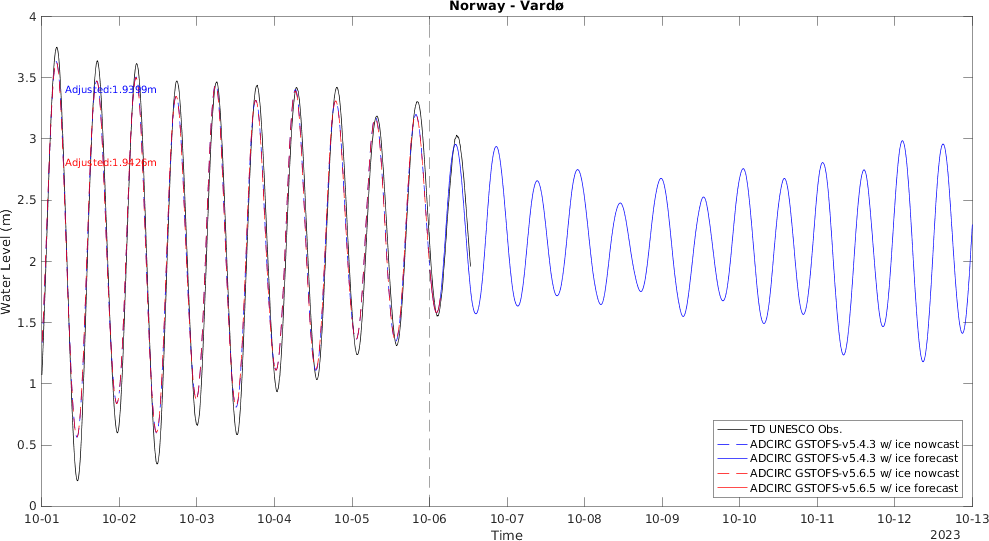 Norway - Vardø
4
3.5
3
2.5
2
1.5
1
0.5
0
Water Level (m)
Adjusted:1.9399m
Adjusted:1.9426m
TD UNESCO Obs.
ADCIRC GSTOFS-v5.4.3 w/ ice nowcast
ADCIRC GSTOFS-v5.4.3 w/ ice forecast
ADCIRC GSTOFS-v5.6.5 w/ ice nowcast
ADCIRC GSTOFS-v5.6.5 w/ ice forecast
10-01 10-02 10-03 10-04 10-05 10-06 10-07 10-08 10-09 10-10 10-11 10-12 10-13
Time
2023